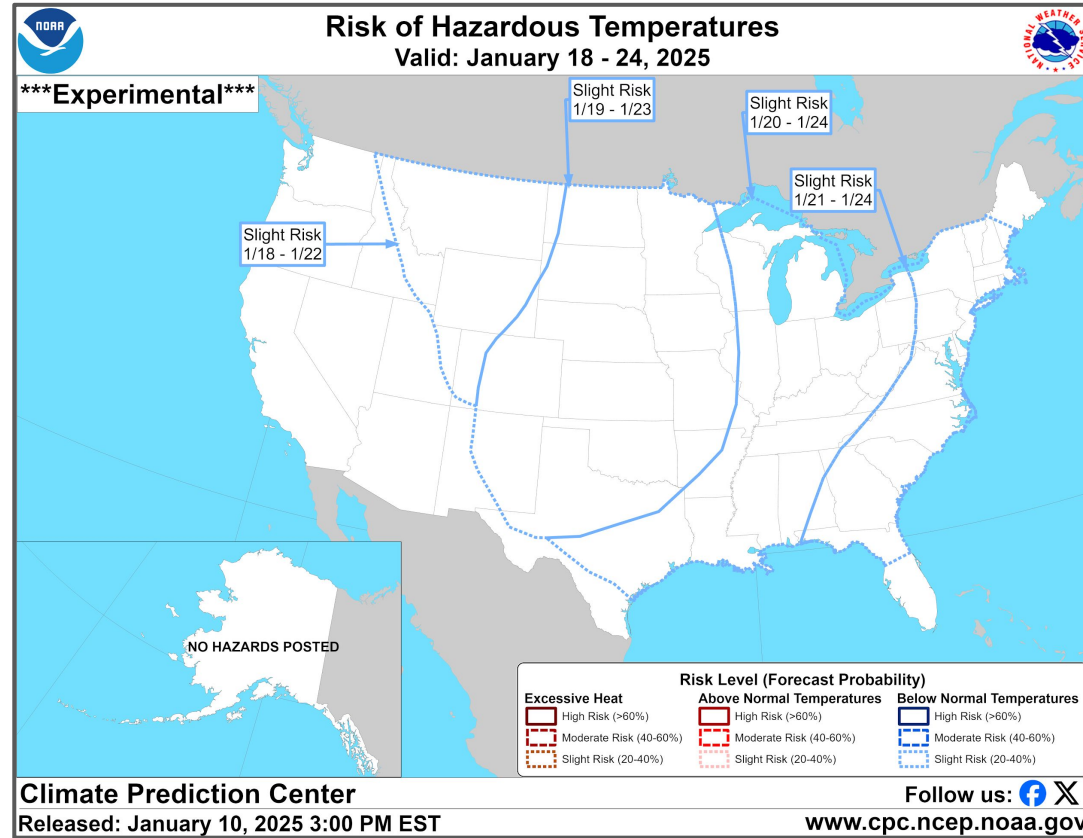 NOAA
Risk of Hazardous Temperatures
Valid: January 18 - 24, 2025
NATIONAL WEATHER SERVICE
***Experimental***
Slight Risk
1/19 - 1/23
Slight Risk
1/20 - 1/24
Slight Risk
1/21 - 1/24
Slight Risk
1/18 - 1/22
NO HAZARDS POSTED
Risk Level (Forecast Probability)
Excessive Heat
High Risk (>60%)
Moderate Risk (40-60%)
Slight Risk (20-40%)
Above Normal Temperatures
High Risk (>60%)
Moderate Risk (40-60%)
Slight Risk (20-40%)
Below Normal Temperatures
High Risk (>60%)
Moderate Risk (40-60%)
Slight Risk (20-40%)
Climate Prediction Center
Follow us:
Released: January 10, 2025 3:00 PM EST
www.cpc.ncep.noaa.gov